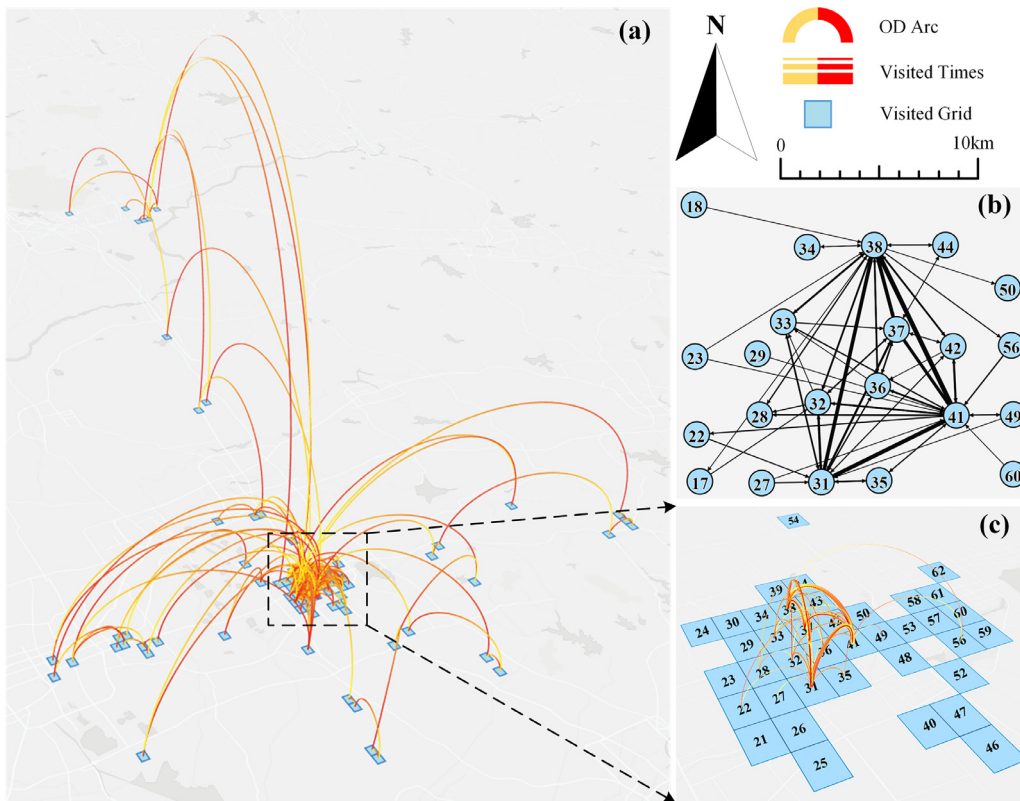 (a)
N
OD Arc
Visited Times
Visited Grid
0 10km
(b)
18
34 38 44
50
33 37 42 56
23 29
36
28 32 41 49
22
17 27 31 35 60
(c)
54
62
39
61
58
24 30 34 38 43 50 60
57
29 33 49 53 59
56
23 28 32 36 41 48
35 52
22 27 31
40 47
21 26
46
25